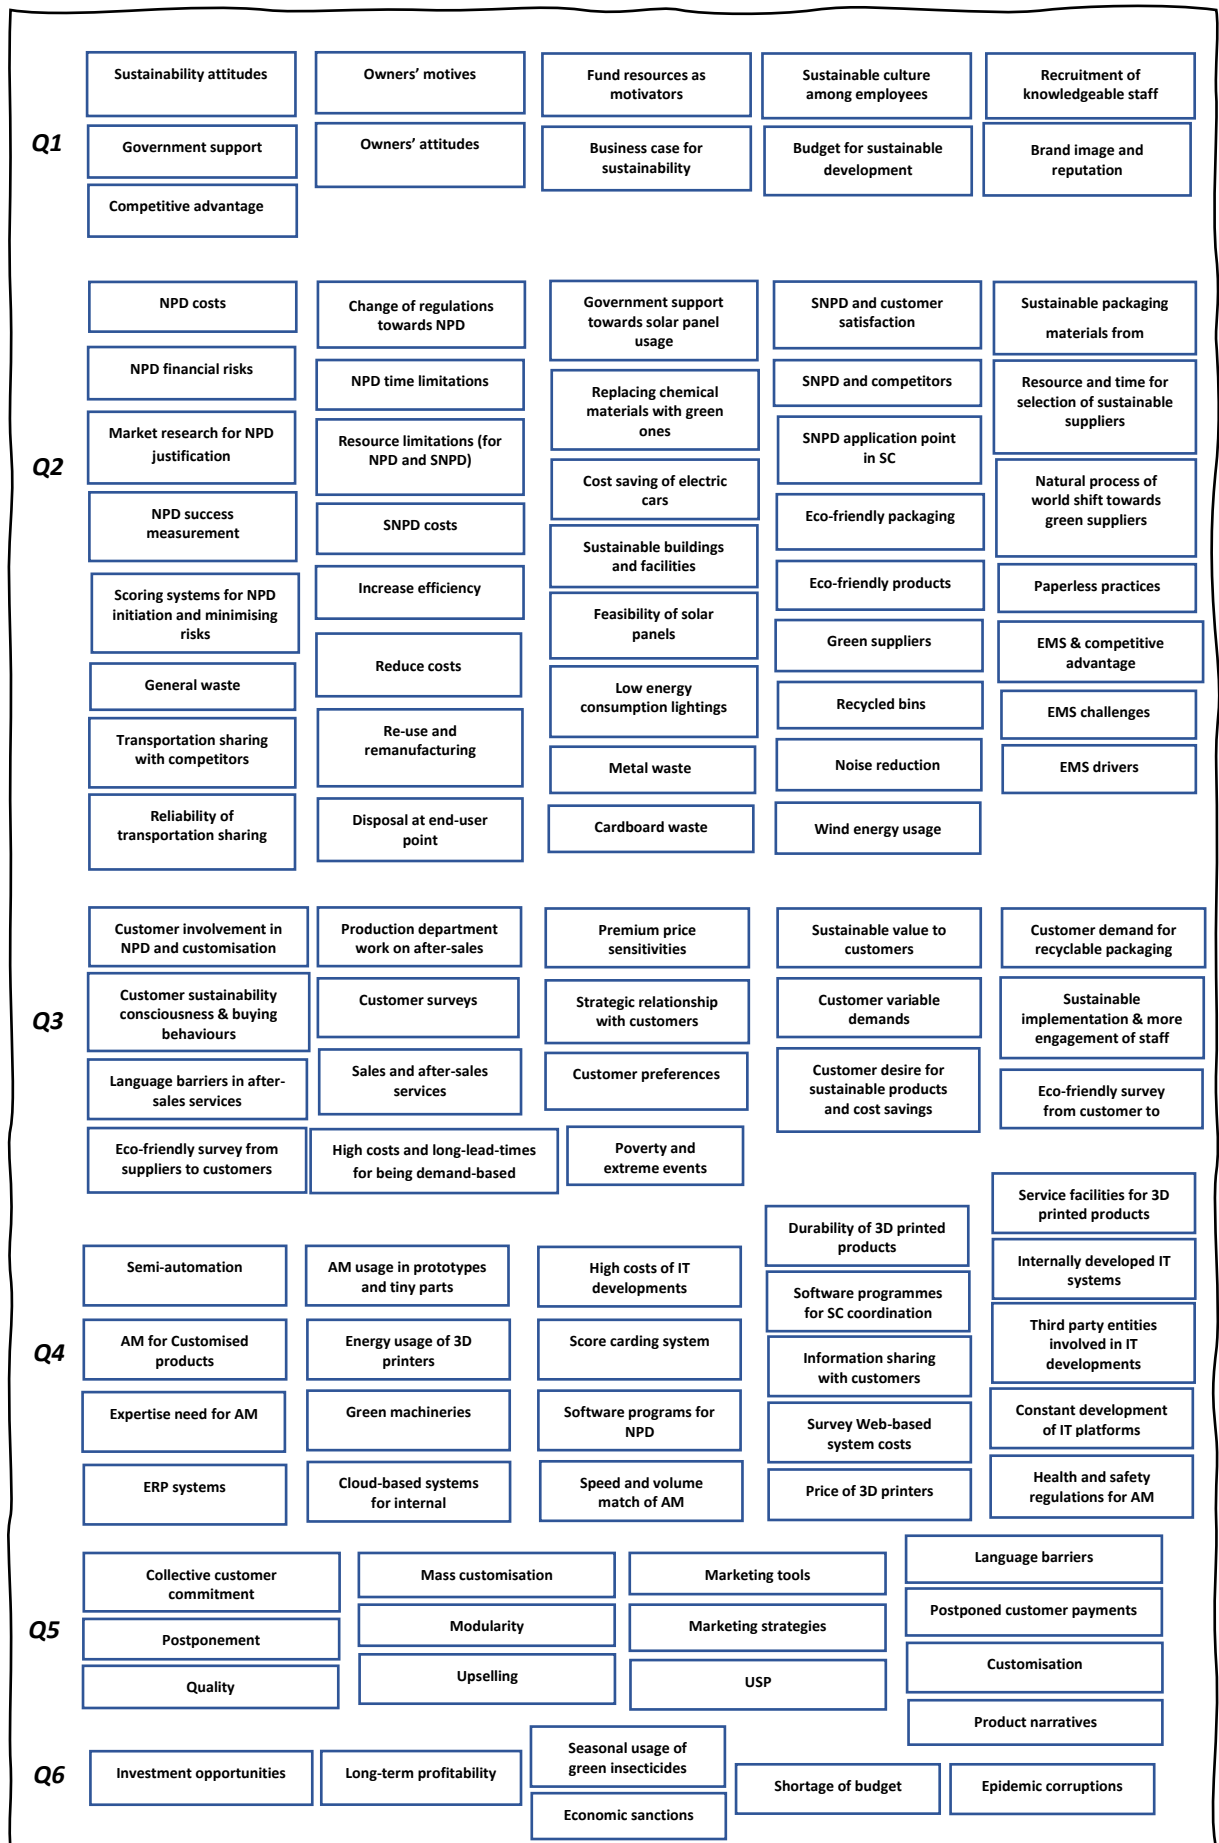 Q1
Sustainability attitudes
Government support
Competitive advantage
Owners’ motives
Owners’ attitudes
Fund resources as
motivators
Business case for
sustainability
Sustainable culture
among employees
Budget for sustainable
development
Recruitment of
knowledgeable staff
Brand image and
reputation
Q2
NPD costs
NPD financial risks
Market research for NPD
justification
NPD success
measurement
Scoring systems for NPD
initiation and minimising
risks
General waste
Transportation sharing
with competitors
Reliability of
transportation sharing
Change of regulations
towards NPD
NPD time limitations
Resource limitations (for
NPD and SNPD)
SNPD costs
Increase efficiency
Reduce costs
Re-use and
remanufacturing
Disposal at end-user
point
Government support
towards solar panel
usage
Replacing chemical
materials with green
ones
Cost saving of electric
cars
Sustainable buildings
and facilities
Feasibility of solar
panels
Low energy
consumption lightings
Metal waste
Cardboard waste
SNPD and customer
satisfaction
SNPD and competitors
SNPD application point
in SC
Eco-friendly packaging
Eco-friendly products
Green suppliers
Recycled bins
Noise reduction
Wind energy usage
Sustainable packaging
materials from
Resource and time for
selection of sustainable
suppliers
Natural process of
world shift towards
green suppliers
Paperless practices
EMS & competitive
advantage
EMS challenges
EMS drivers
Q3
Customer involvement in
NPD and customisation
Customer sustainability
consciousness & buying
behaviours
Language barriers in after-
sales services
Eco-friendly survey from
suppliers to customers
Production department
work on after-sales
Customer surveys
Sales and after-sales
services
High costs and long-lead-times
for being demand-based
Premium price
sensitivities
Strategic relationship
with customers
Customer preferences
Poverty and
extreme events
Sustainable value to
customers
Customer variable
demands
Customer desire for
sustainable products
and cost savings
Customer demand for
recyclable packaging
Sustainable
implementation & more
engagement of staff
Eco-friendly survey
from customer to
Q4
Semi-automation
AM for Customised
products
Expertise need for AM
ERP systems
AM usage in prototypes
and tiny parts
Energy usage of 3D
printers
Green machineries
Cloud-based systems
for internal
High costs of IT
developments
Score carding system
Software programs for
NPD
Speed and volume
match of AM
Durability of 3D printed
products
Software programmes
for SC coordination
Information sharing
with customers
Survey Web-based
system costs
Price of 3D printers
Service facilities for 3D
printed products
Internally developed IT
systems
Third party entities
involved in IT
developments
Constant development
of IT platforms
Health and safety
regulations for AM
Q5
Collective customer
commitment
Postponement
Quality
Mass customisation
Modularity
Upselling
Marketing tools
Marketing strategies
USP
Language barriers
Postponed customer payments
Customisation
Product narratives
Q6
Investment opportunities
Long-term profitability
Seasonal usage of
green insecticides
Economic sanctions
Shortage of budget
Epidemic corruptions